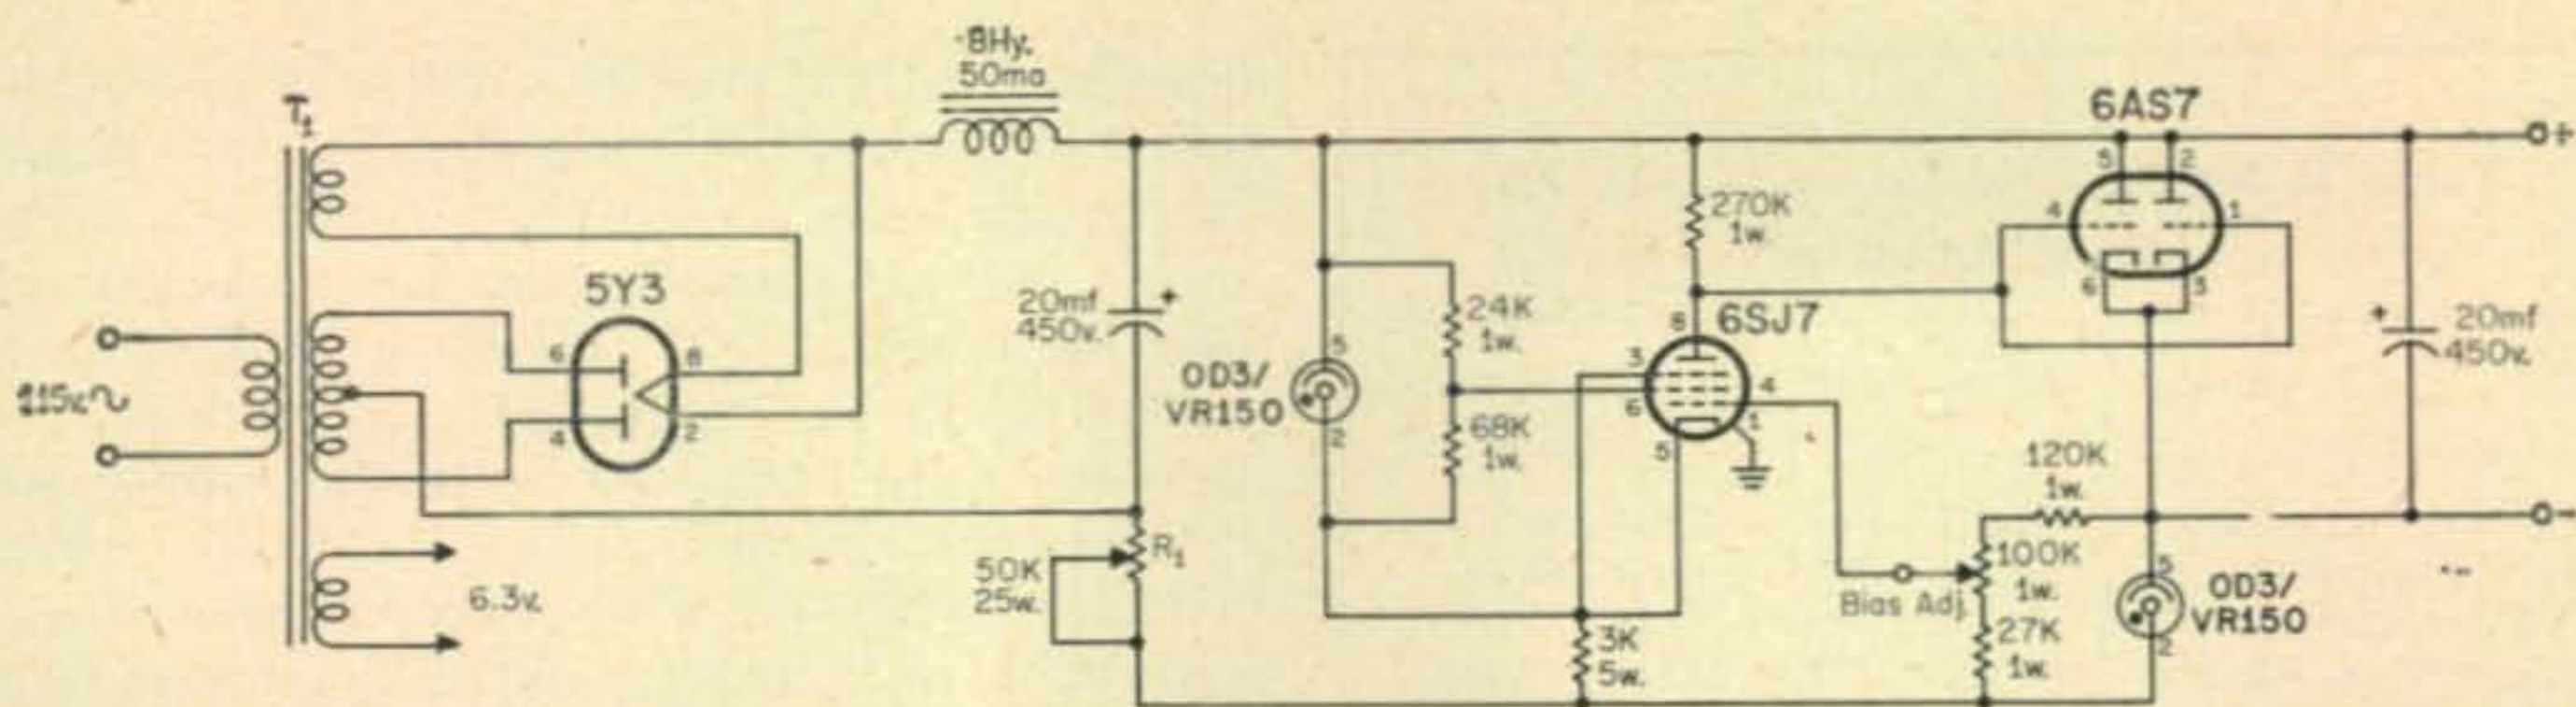 T1
115v.
5Y3
6
8
4
2
6.3v.
8Hy.
50ma
20mf
450v.
+
50K
25w.
R1
0D3/
VR150
5
2
24K
1w.
68K
1w.
270K
1w.
6SJ7
8
3
6
4
1
5
3K
5w.
6AS7
5
2
4
1
6
3
120K
1w.
100K
1w.
27K
1w.
Bias Adj.
0D3/
VR150
5
2
+
20mf
450v.
+
-